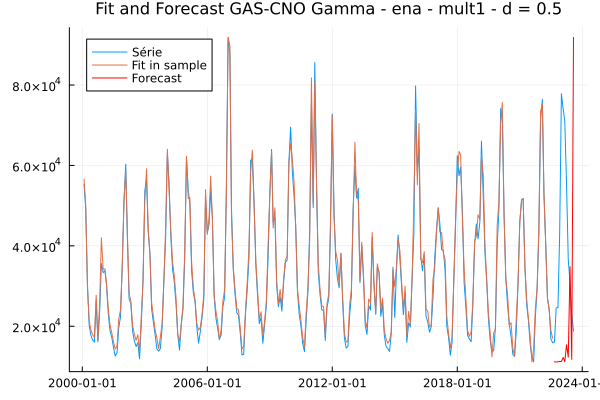 Fit and Forecast GAS-CNO Gamma - ena - mult1 - d = 0.5
Série
Fit in sample
Forecast
8.0×10⁴
6.0×10⁴
4.0×10⁴
2.0×10⁴
2000-01-01 2006-01-01 2012-01-01 2018-01-01 2024-01-